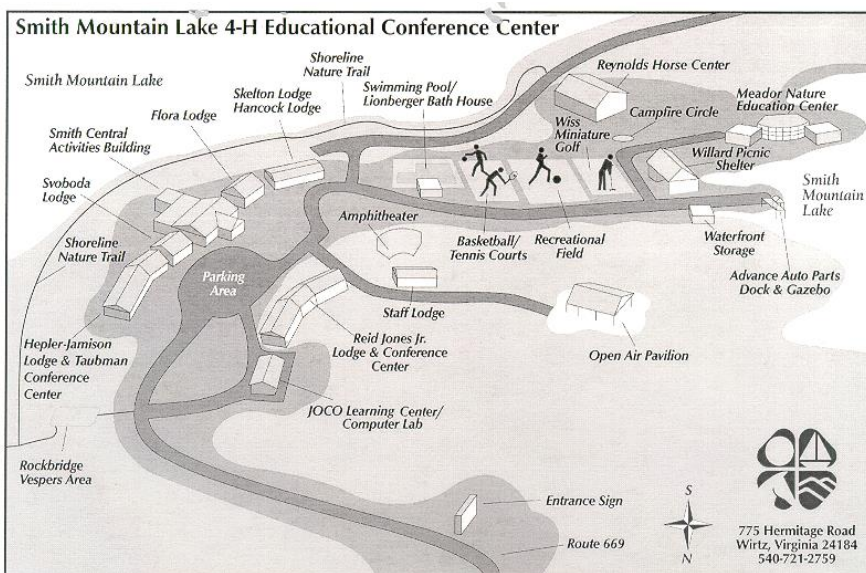 Smith Mountain Lake 4-H Educational Conference Center
Smith Mountain Lake
Shoreline
Nature Trail
Reynolds Horse Center
Skelton Lodge
Hancock Lodge
Swimming Pool/
Lionberger Bath House
Flora Lodge
Wiss
Miniature
Golf
Campfire Circle
Meador Nature
Education Center
Smith Central
Activities Building
Willard Picnic
Shelter
Svoboda
Lodge
Smith
Mountain
Lake
Amphitheater
Shoreline
Nature Trail
Basketball/
Tennis Courts
Recreational
Field
Waterfront
Storage
Parking
Area
Advance Auto Parts
Dock & Gazebo
Staff Lodge
Hepler-Jamison
Lodge & Taubman
Conference
Center
Reid Jones Jr.
Lodge & Conference
Center
Open Air Pavilion
JOCO Learning Center/
Computer Lab
Rockbridge
Vespers Area
Entrance Sign
Route 669
S
N
775 Hermitage Road
Wirtz, Virginia 24184
540-721-2759